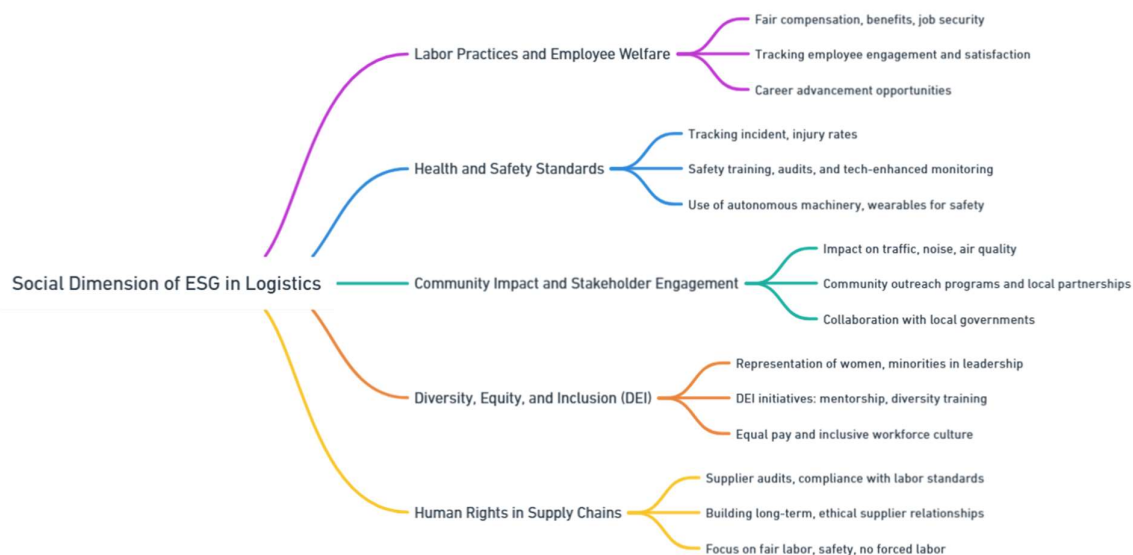 Social Dimension of ESG in Logistics
Labor Practices and Employee Welfare
Fair compensation, benefits, job security
Tracking employee engagement and satisfaction
Career advancement opportunities
Health and Safety Standards
Tracking incident, injury rates
Safety training, audits, and tech-enhanced monitoring
Use of autonomous machinery, wearables for safety
Community Impact and Stakeholder Engagement
Impact on traffic, noise, air quality
Community outreach programs and local partnerships
Collaboration with local governments
Diversity, Equity, and Inclusion (DEI)
Representation of women, minorities in leadership
DEI initiatives: mentorship, diversity training
Equal pay and inclusive workforce culture
Human Rights in Supply Chains
Supplier audits, compliance with labor standards
Building long-term, ethical supplier relationships
Focus on fair labor, safety, no forced labor